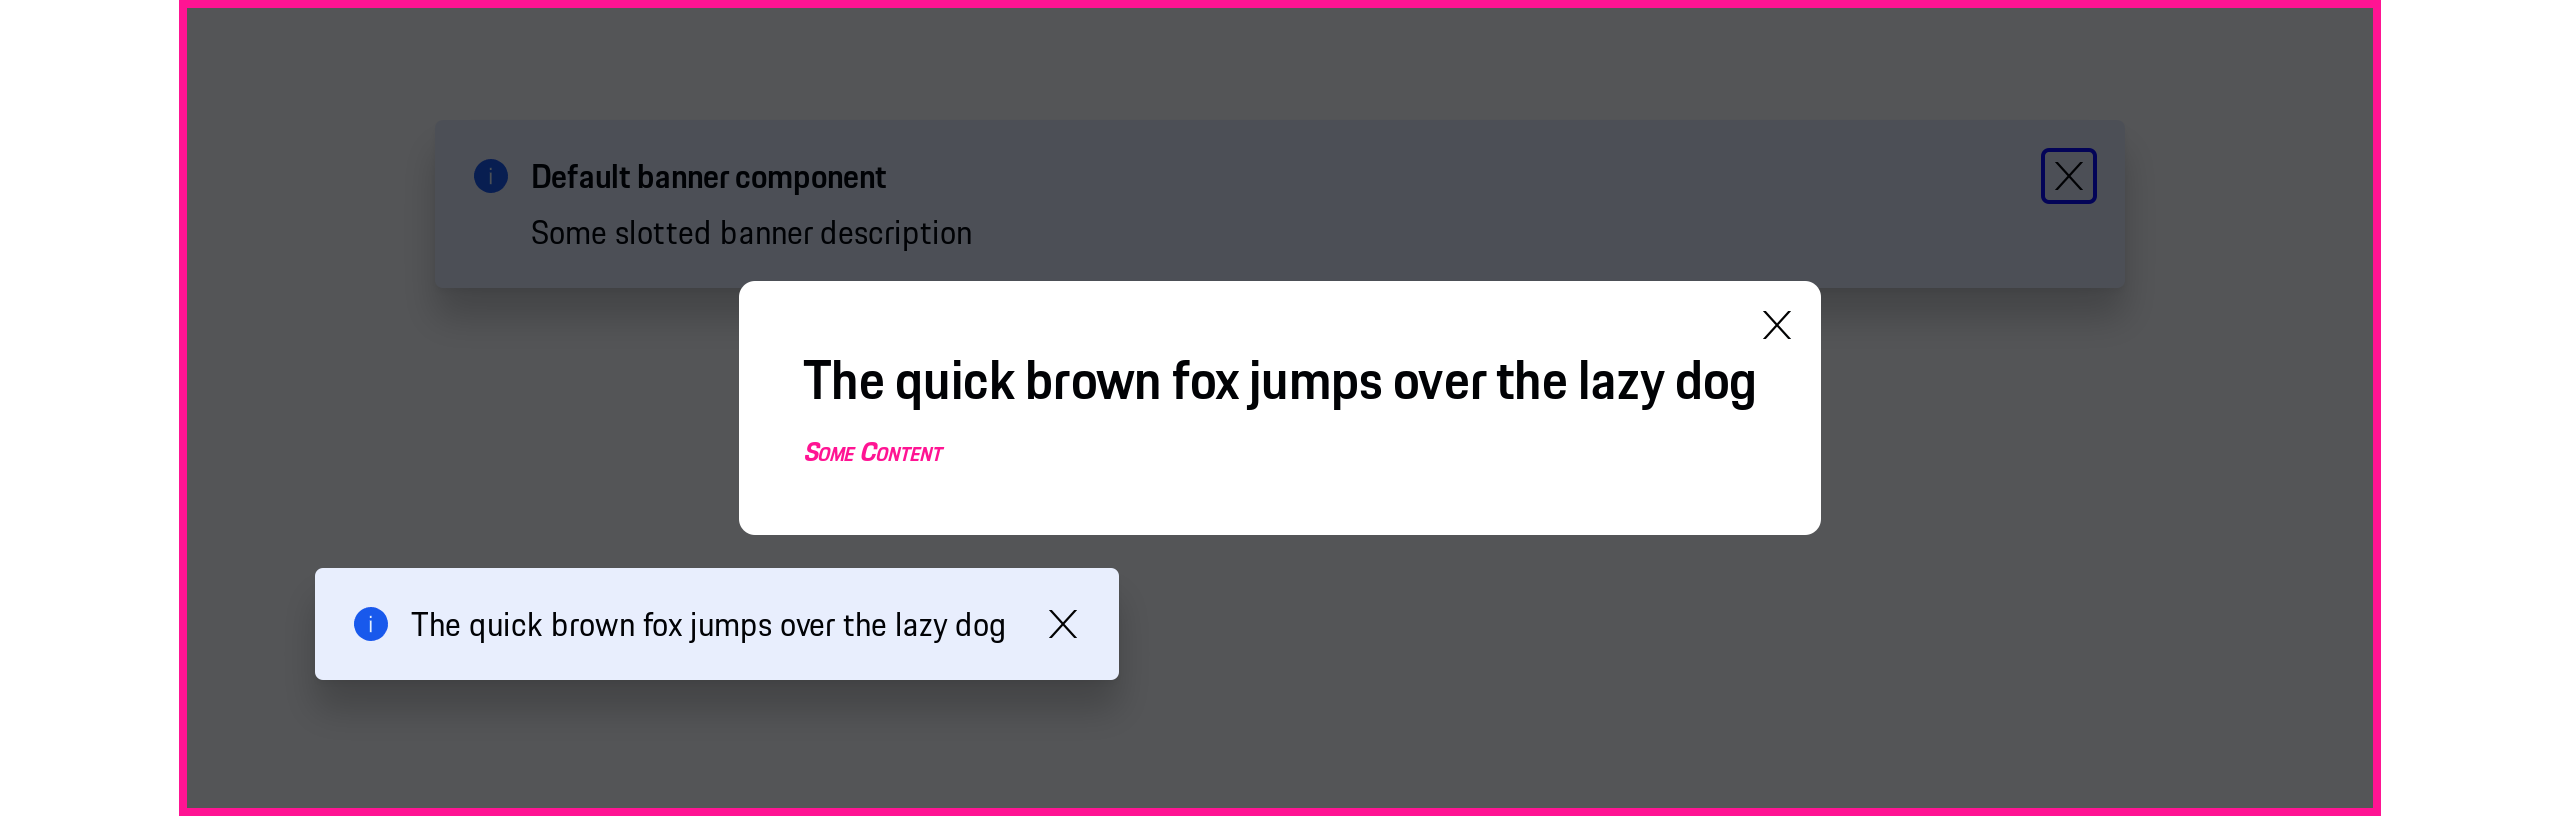 Default banner component
Some slotted banner description
The quick brown fox jumps over the lazy dog
Some Content
The quick brown fox jumps over the lazy dog